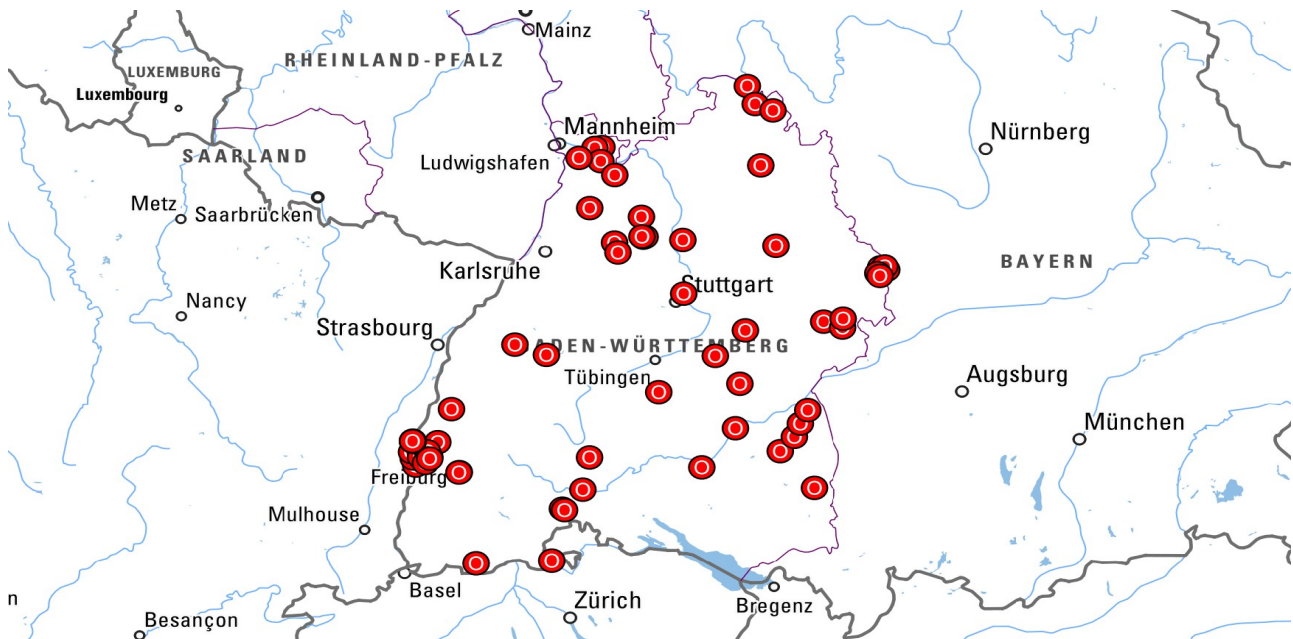 Mainz
RHEINLAND-PFALZ
LUXEMBURG
Luxembourg
Mannheim
Nürnberg
Ludwigshafen
SAARLAND
Metz
Saarbrücken
Karlsruhe
BAYERN
Stuttgart
Nancy
Strasbourg
ADEN-WÜRTTEMBERG
Tübingen
Augsburg
München
Freiburg
Mulhouse
Basel
Zürich
Bregenz
n
Besançon